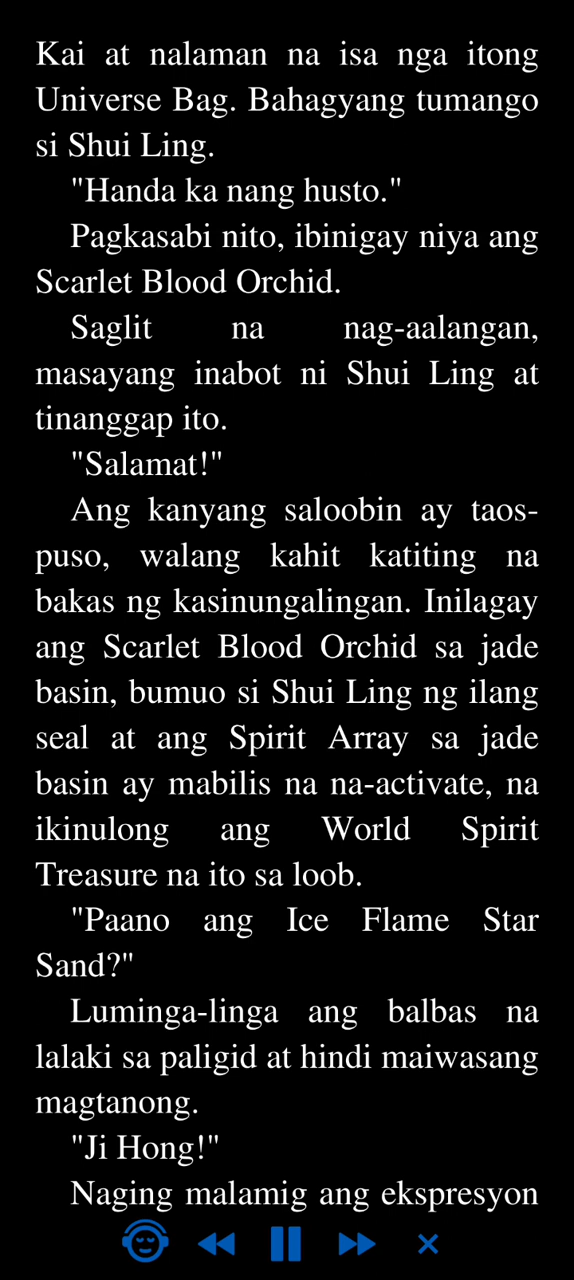 Kai at nalaman na isa nga itong
Universe Bag. Bahagyang tumango
si Shui Ling.
"Handa ka nang husto."
Pagkasabi nito, ibinigay niya ang
Scarlet Blood Orchid.
Saglit na nag-aalangan,
masayang inabot ni Shui Ling at
tinanggap ito.
"Salamat!"
Ang kanyang saloobin ay taos-
puso, walang kahit katiting na
bakas ng kasinungalingan. Inilagay
ang Scarlet Blood Orchid sa jade
basin, bumuo si Shui Ling ng ilang
seal at ang Spirit Array sa jade
basin ay mabilis na na-activate, na
ikinulong ang World Spirit
Treasure na ito sa loob.
"Paano ang Ice Flame Star
Sand?"
Luminga-linga ang balbas na
lalaki sa paligid at hindi maiwasang
magtanong.
"Ji Hong!"
Naging malamig ang ekspresyon